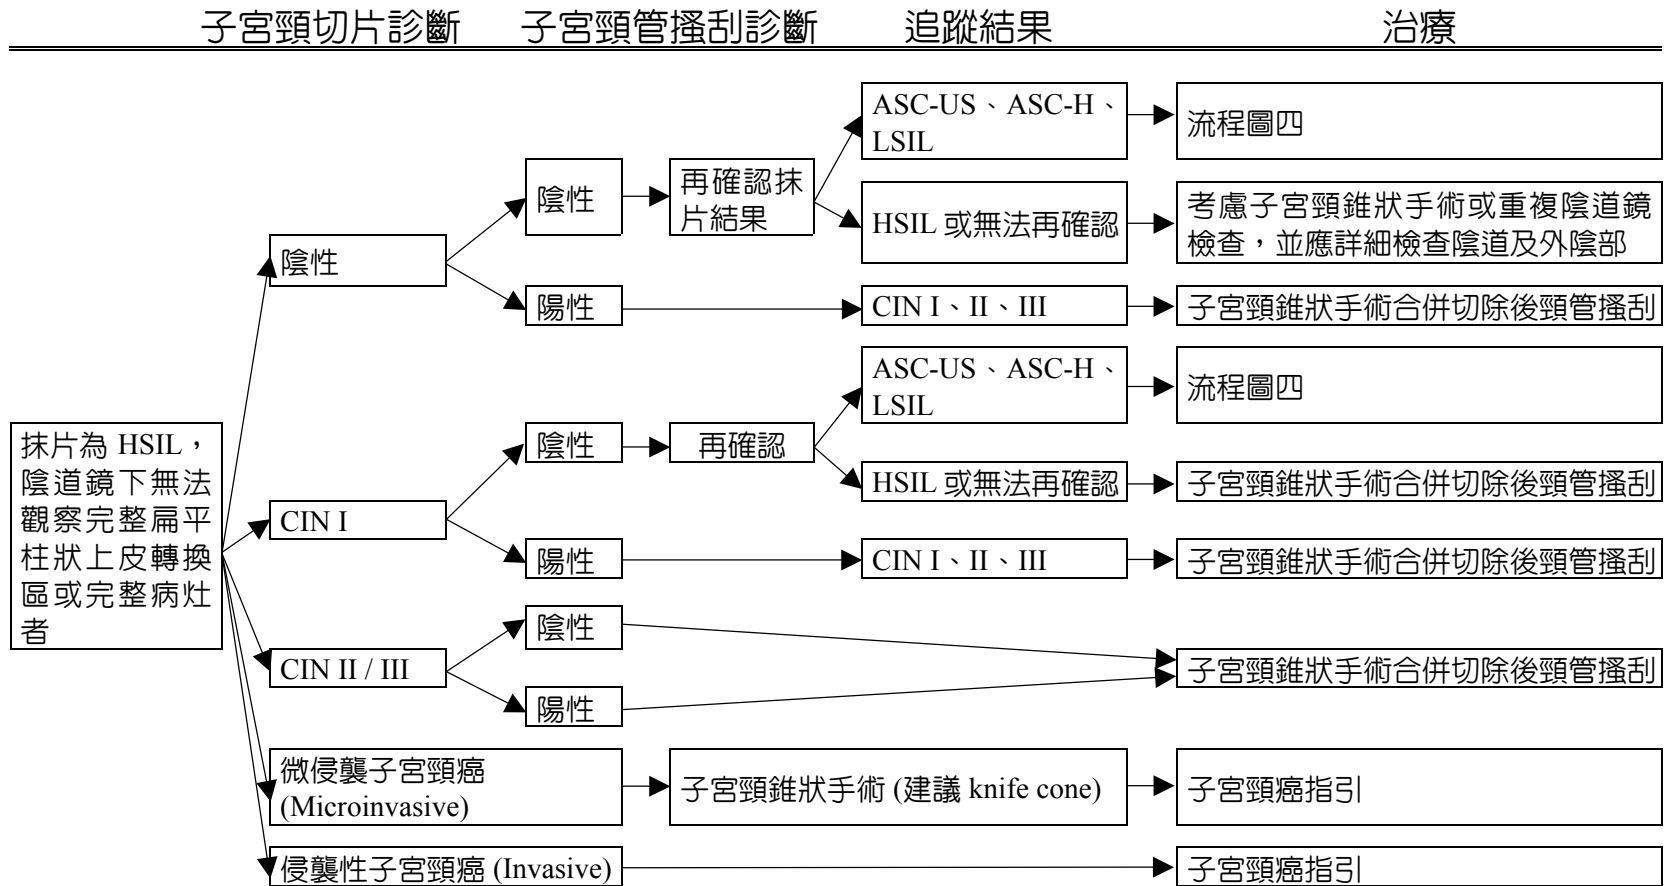 子宮頸切片診斷 子宮頸管搔刮診斷 追蹤結果 治療
ASC-US、ASC-H、
LSIL
流程圖四
陰性
再確認抹
片結果
HSIL 或無法再確認
考慮子宮頸錐狀手術或重複陰道鏡
檢查，並應詳細檢查陰道及外陰部
陰性
陽性
CIN I、II、III
子宮頸錐狀手術合併切除後頸管搔刮
ASC-US、ASC-H、
LSIL
流程圖四
抹片為 HSIL，
陰道鏡下無法
觀察完整扁平
柱狀上皮轉換
區或完整病灶
者
陰性
再確認
HSIL 或無法再確認
子宮頸錐狀手術合併切除後頸管搔刮
CIN I
陽性
CIN I、II、III
子宮頸錐狀手術合併切除後頸管搔刮
陰性
CIN II / III
子宮頸錐狀手術合併切除後頸管搔刮
陽性
微侵襲子宮頸癌
(Microinvasive)
子宮頸錐狀手術 (建議 knife cone)
子宮頸癌指引
侵襲性子宮頸癌 (Invasive)
子宮頸癌指引